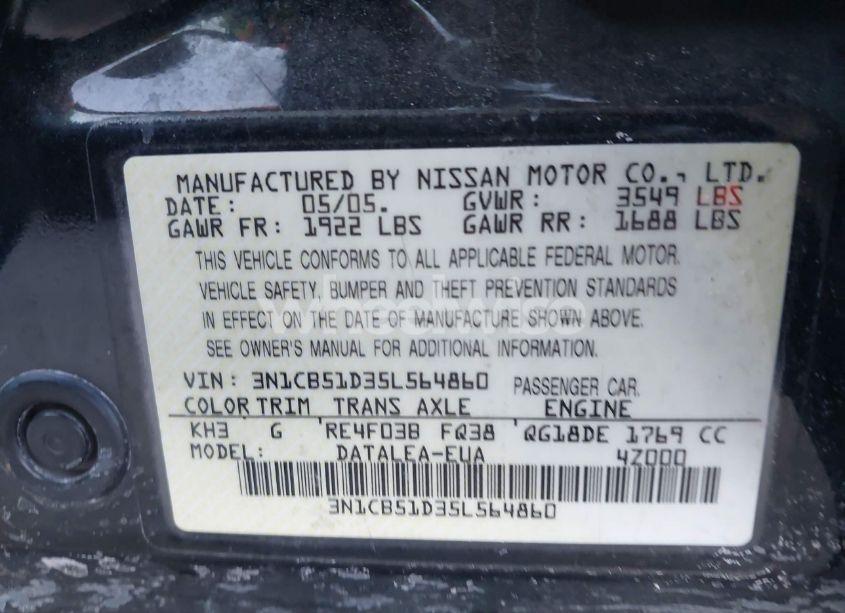 MANUFACTURED BY NISSAN MOTOR CO., LTD.
DATE: 05/05. GVWR: 3549 LBS
GAWR FR: 1922 LBS GAWR RR: 1688 LBS
THIS VEHICLE CONFORMS TO ALL APPLICABLE FEDERAL MOTOR.
VEHICLE SAFETY, BUMPER AND THEFT PREVENTION STANDARDS
IN EFFECT ON THE DATE OF MANUFACTURE SHOWN ABOVE.
SEE OWNER'S MANUAL FOR ADDITIONAL INFORMATION.
VIN: 3N1CB51D35L564860 PASSENGER CAR.
COLOR TRIM TRANS AXLE ENGINE
KH3 G RE4F03B FQ38 QG18DE 1769 CC
MODEL: DATALEA-EUA 4Z000
3N1CB51D35L564860